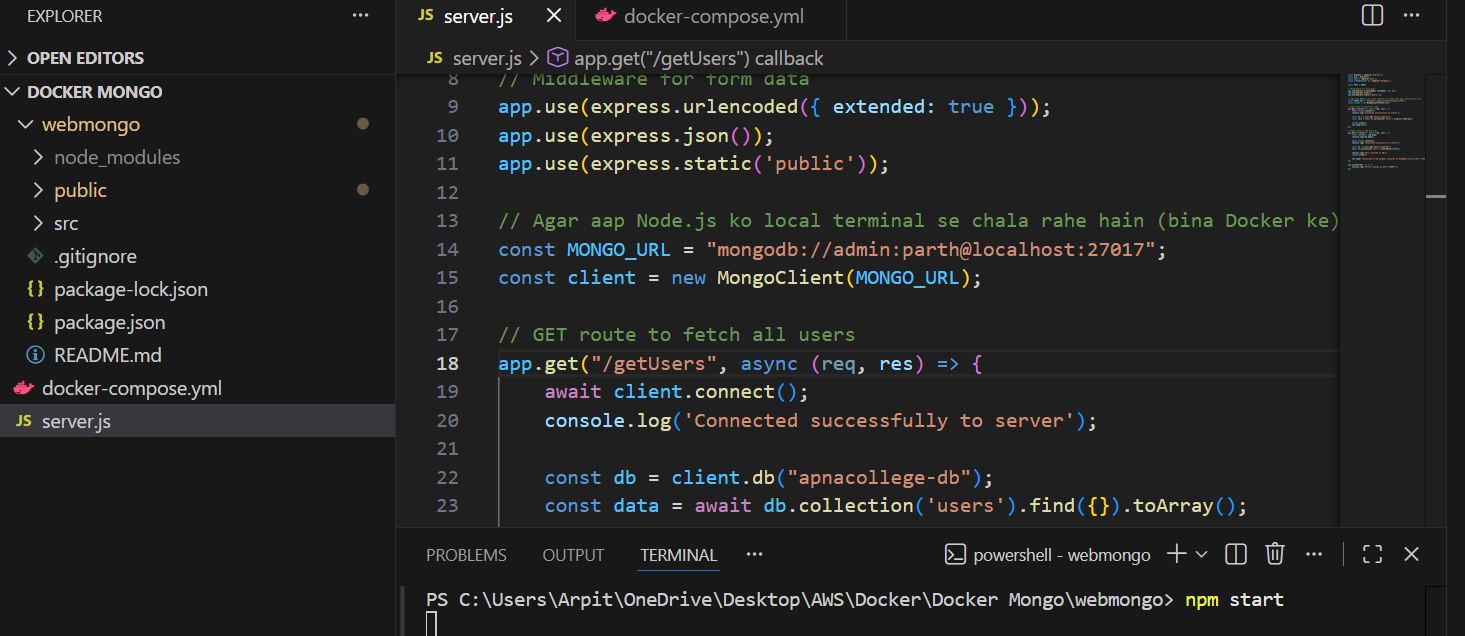 EXPLORER
OPEN EDITORS
DOCKER MONGO
webmongo
node_modules
public
src
.gitignore
{} package-lock.json
{} package.json
README.md
docker-compose.yml
JS server.js
JS server.js
docker-compose.yml
JS server.js > app.get("/getUsers") callback
8 // Middleware for form data
9 app.use(express.urlencoded({ extended: true }));
10 app.use(express.json());
11 app.use(express.static('public'));
12
13 // Agar aap Node.js ko local terminal se chala rahe hain (bina Docker ke)
14 const MONGO_URL = "mongodb://admin:parth@localhost:27017";
15 const client = new MongoClient(MONGO_URL);
16
17 // GET route to fetch all users
18 app.get("/getUsers", async (req, res) => {
19 await client.connect();
20 console.log('Connected successfully to server');
21
22 const db = client.db("apnacollege-db");
23 const data = await db.collection('users').find({}).toArray();
PROBLEMS OUTPUT TERMINAL
powershell - webmongo
PS C:\Users\Arpit\OneDrive\Desktop\AWS\Docker\Docker Mongo\webmongo> npm start